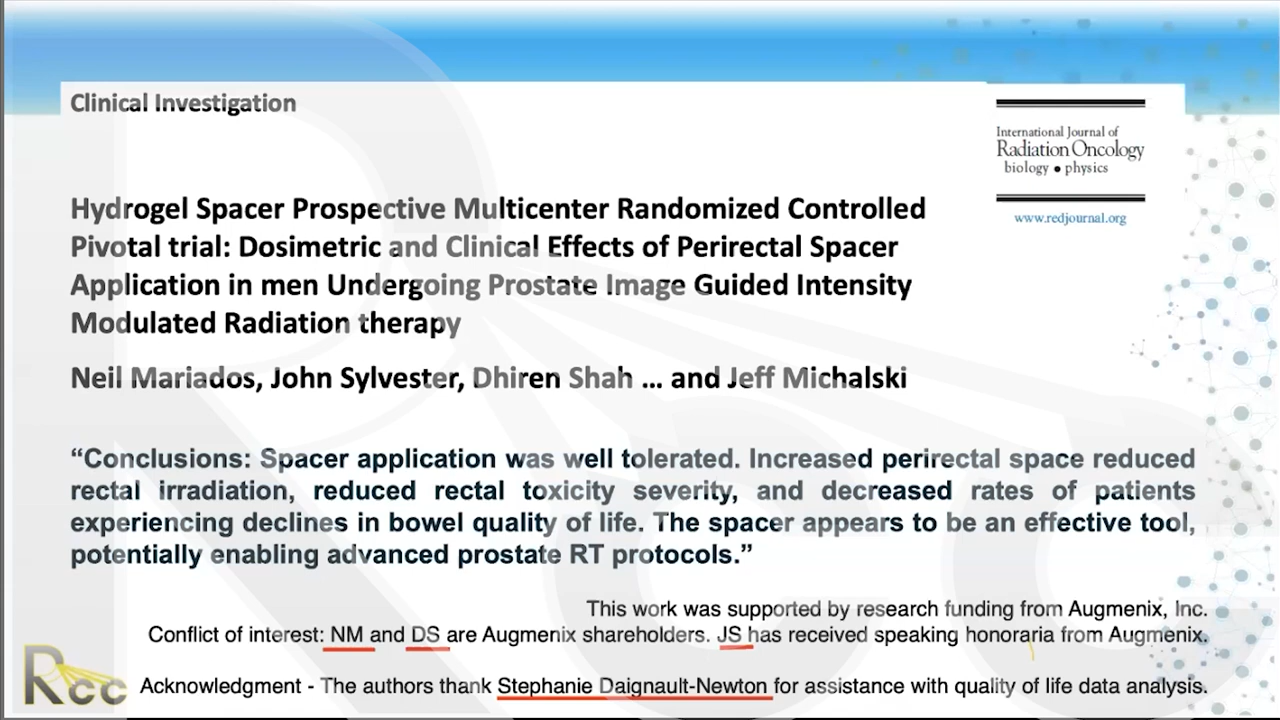 Clinical Investigation
International Journal of
Radiation Oncology
biology • physics
www.redjournal.org
Hydrogel Spacer Prospective Multicenter Randomized Controlled
Pivotal trial: Dosimetric and Clinical Effects of Perirectal Spacer
Application in men Undergoing Prostate Image Guided Intensity
Modulated Radiation therapy
Neil Mariados, John Sylvester, Dhiren Shah ... and Jeff Michalski
“Conclusions: Spacer application was well tolerated. Increased perirectal space reduced
rectal irradiation, reduced rectal toxicity severity, and decreased rates of patients
experiencing declines in bowel quality of life. The spacer appears to be an effective tool,
potentially enabling advanced prostate RT protocols.”
This work was supported by research funding from Augmenix, Inc.
Conflict of interest: NM and DS are Augmenix shareholders. JS has received speaking honoraria from Augmenix.
Acknowledgment - The authors thank Stephanie Daignault-Newton for assistance with quality of life data analysis.
Rcc